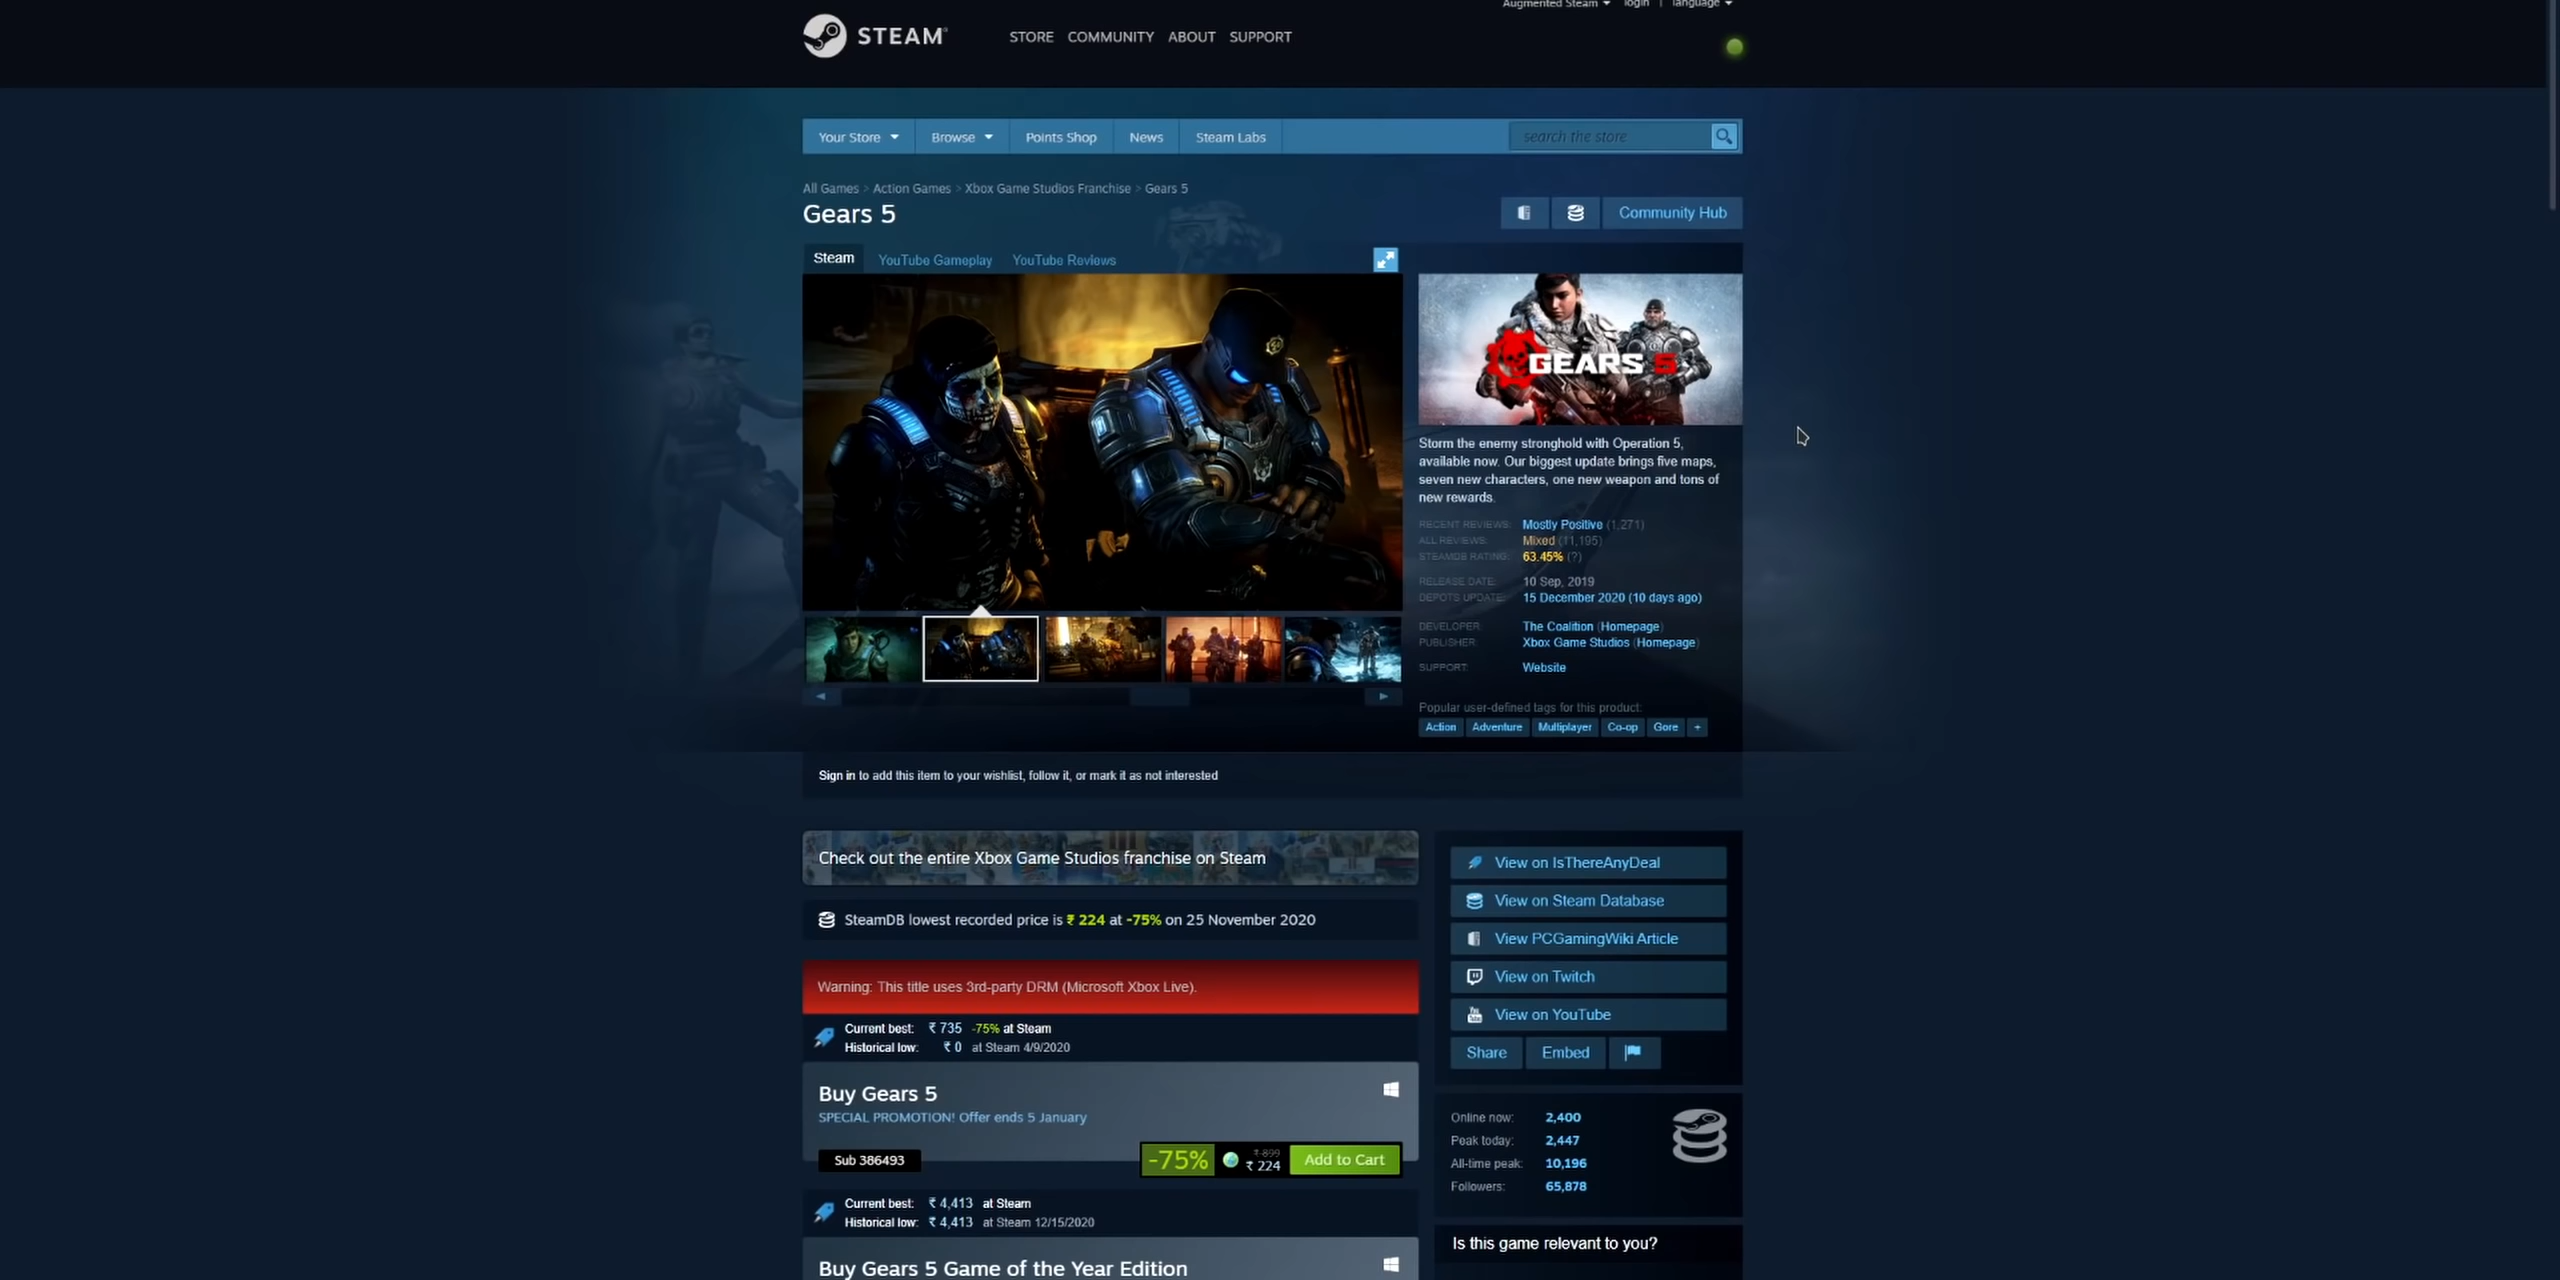 Augmented Steam
login | language
STEAM®
STORE COMMUNITY ABOUT SUPPORT
Your Store Browse Points Shop News Steam Labs
search the store
All Games > Action Games > Xbox Game Studios Franchise > Gears 5
Gears 5
Community Hub
Steam YouTube Gameplay YouTube Reviews
GEARS 5
Storm the enemy stronghold with Operation 5,
available now. Our biggest update brings five maps,
seven new characters, one new weapon and tons of
new rewards.
RECENT REVIEWS: Mostly Positive (1,271)
ALL REVIEWS: Mixed (11,195)
STEAMDB RATING: 63.45% (?)
RELEASE DATE: 10 Sep, 2019
DEPOTS UPDATE: 15 December 2020 (10 days ago)
DEVELOPER: The Coalition (Homepage)
PUBLISHER: Xbox Game Studios (Homepage)
SUPPORT: Website
Popular user-defined tags for this product:
Action Adventure Multiplayer Co-op Gore +
Sign in to add this item to your wishlist, follow it, or mark it as not interested
Check out the entire Xbox Game Studios franchise on Steam
SteamDB lowest recorded price is ₹ 224 at -75% on 25 November 2020
Warning: This title uses 3rd-party DRM (Microsoft Xbox Live).
Current best: ₹ 735 -75% at Steam
Historical low: ₹ 0 at Steam 4/9/2020
Buy Gears 5
SPECIAL PROMOTION! Offer ends 5 January
Sub 386493
-75%
₹ 899
₹ 224
Add to Cart
Current best: ₹ 4,413 at Steam
Historical low: ₹ 4,413 at Steam 12/15/2020
Buy Gears 5 Game of the Year Edition
View on IsThereAnyDeal
View on Steam Database
View PCGamingWiki Article
View on Twitch
View on YouTube
Share Embed
Online now: 2,400
Peak today: 2,447
All-time peak: 10,196
Followers: 65,878
Is this game relevant to you?